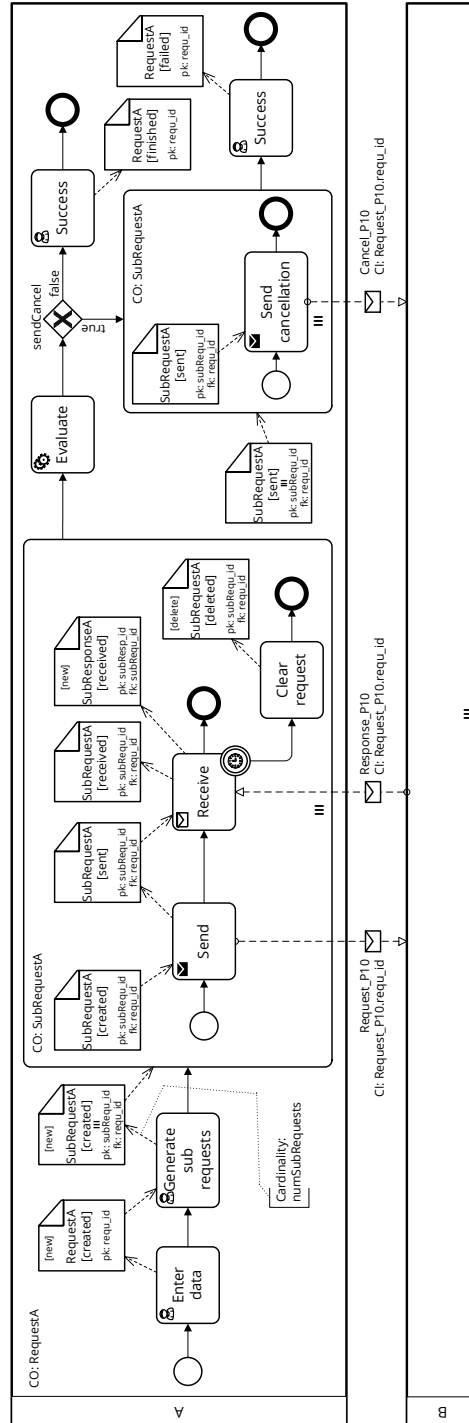 A
CO: RequestA
Enter
data
[new]
RequestA
[created]
pk: requ_id
Generate
sub
requests
[new]
SubRequestA
[created]
pk: subRequ_id
fk: requ_id
Cardinality:
numSubRequests
CO: SubRequestA
SubRequestA
[created]
pk: subRequ_id
fk: requ_id
Send
SubRequestA
[sent]
pk: subRequ_id
fk: requ_id
Receive
SubRequestA
[received]
pk: subRequ_id
fk: requ_id
[new]
SubResponseA
[received]
pk: subResp_id
fk: subRequ_id
Clear
request
[delete]
SubRequestA
[deleted]
pk: subRequ_id
fk: requ_id
Evaluate
sendCancel
false
true
Success
RequestA
[finished]
pk: requ_id
SubRequestA
[sent]
pk: subRequ_id
fk: requ_id
CO: SubRequestA
SubRequestA
[sent]
pk: subRequ_id
fk: requ_id
Send
cancellation
Success
RequestA
[failed]
pk: requ_id
Request_P10
CI: Request_P10.requ_id
Response_P10
CI: Request_P10.requ_id
Cancel_P10
CI: Request_P10.requ_id
B